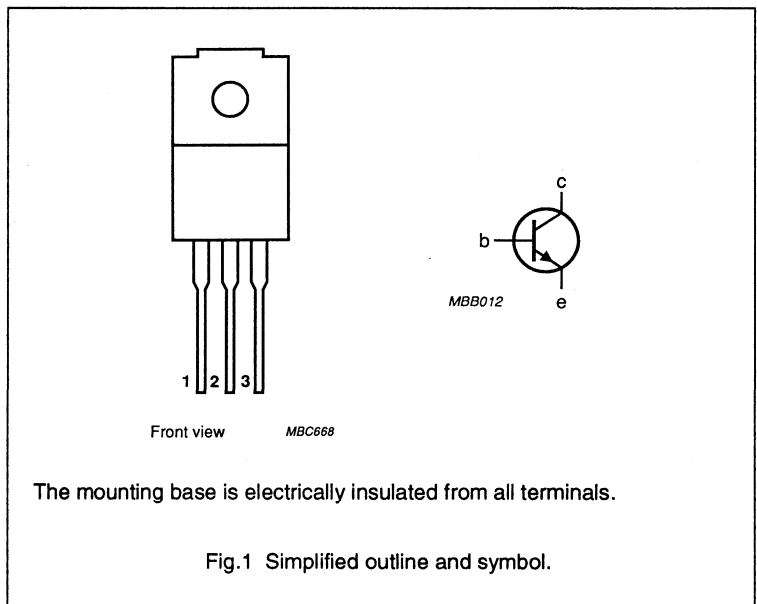 c
b
MBB012
e
1 2 3
Front view MBC668
The mounting base is electrically insulated from all terminals.
Fig.1 Simplified outline and symbol.